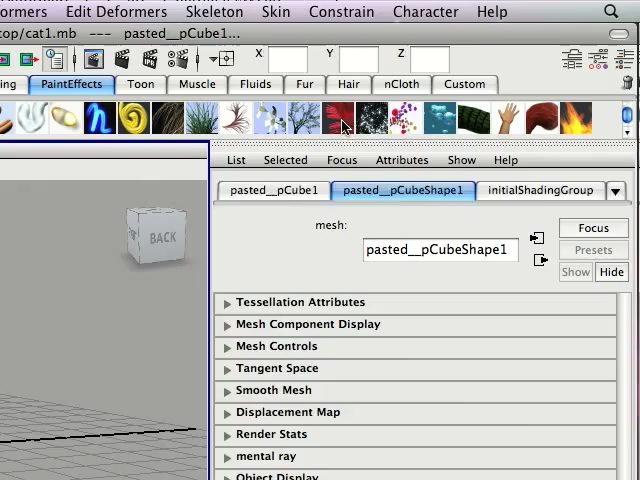 ormers Edit Deformers Skeleton Skin Constrain Character Help
top/cat1.mb --- pasted__pCube1...
IPR X Y Z
ing PaintEffects Toon Muscle Fluids Fur Hair nCloth Custom
List Selected Focus Attributes Show Help
pasted__pCube1 pasted__pCubeShape1 initialShadingGroup
mesh: Focus
pasted__pCubeShape1 Presets
Show Hide
BACK
Tessellation Attributes
Mesh Component Display
Mesh Controls
Tangent Space
Smooth Mesh
Displacement Map
Render Stats
mental ray
Object Display